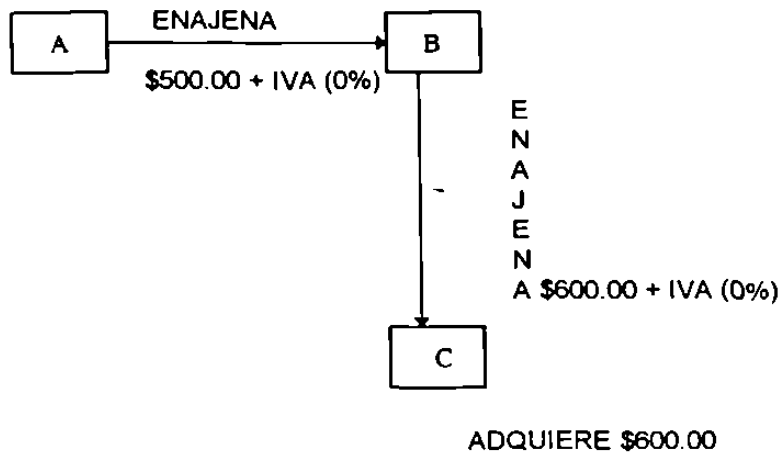 ENAJENA
A
B
$500.00 + IVA (0%)
E
N
A
J
E
N
A $600.00 + IVA (0%)
C
ADQUIERE $600.00